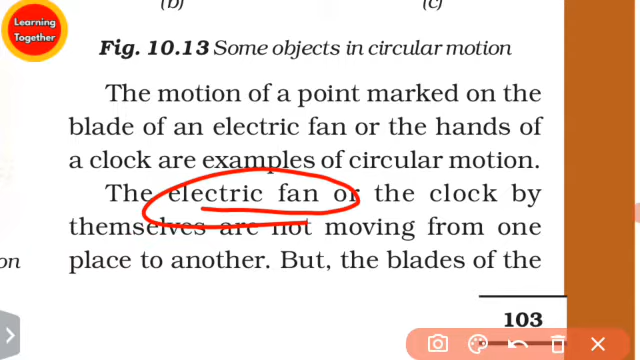 Learning
Together
(b)
(c)
Fig. 10.13 Some objects in circular motion
The motion of a point marked on the
blade of an electric fan or the hands of
a clock are examples of circular motion.
The electric fan or the clock by
themselves are not moving from one
on
place to another. But, the blades of the
103